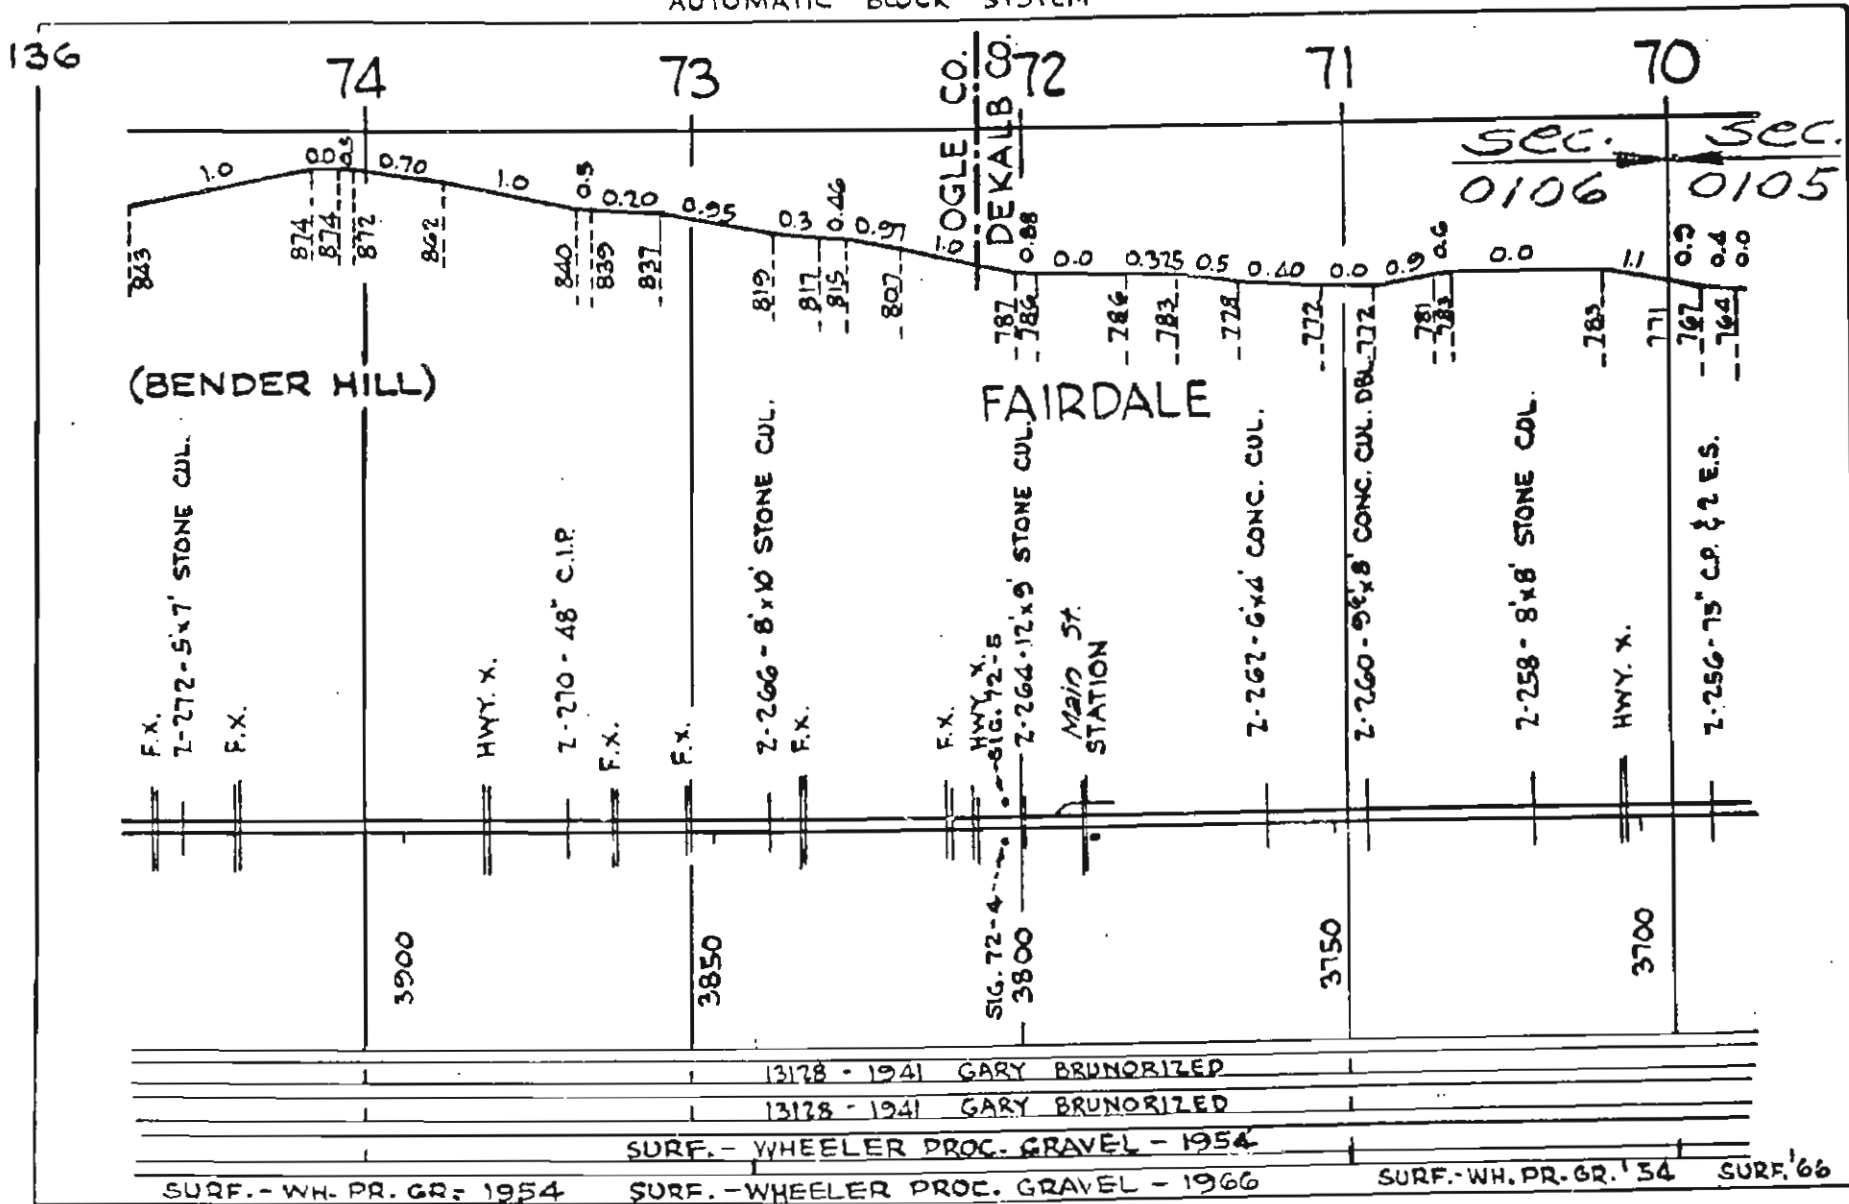 AUTOMATIC BLOCK SYSTEM
136
74
73
72
71
70
OGLE CO.
DEKALB CO.
sec. 0106
sec. 0105
1.0
0.0
0.5
0.70
1.0
0.5
0.20
0.95
0.3
0.46
0.97
1.0
0.88
0.0
0.325
0.5
0.40
0.0
0.9
0.6
0.0
1.1
0.9
0.4
0.0
843
874
874
872
862
840
839
837
819
817
815
807
787
786
786
783
778
772
772
781
783
783
771
767
764
(BENDER HILL)
FAIRDALE
F.X.
Z-272-5'x7' STONE CUL.
F.X.
HWY. X.
Z-270-48" C.I.P.
F.X.
F.X.
Z-266-8'x10' STONE CUL.
F.X.
F.X.
HWY. X.
SIG. 72-5
Z-264-12'x9' STONE CUL.
Main St.
STATION
Z-262-6'x4' CONC. CUL.
CONC. CUL. DBL.
Z-258-8'x8' STONE CUL.
HWY. X.
Z-256-75" C.P. & 2 E.S.
3900
3850
SIG. 72-4
3800
3750
3700
13128 - 1941 GARY BRUNORIZED
13128 - 1941 GARY BRUNORIZED
SURF. - WHEELER PROC. GRAVEL - 1954
SURF. - WH. PR. GR. - 1954 SURF. - WHEELER PROC. GRAVEL - 1966 SURF.-WH. PR. GR. '54 SURF. '66